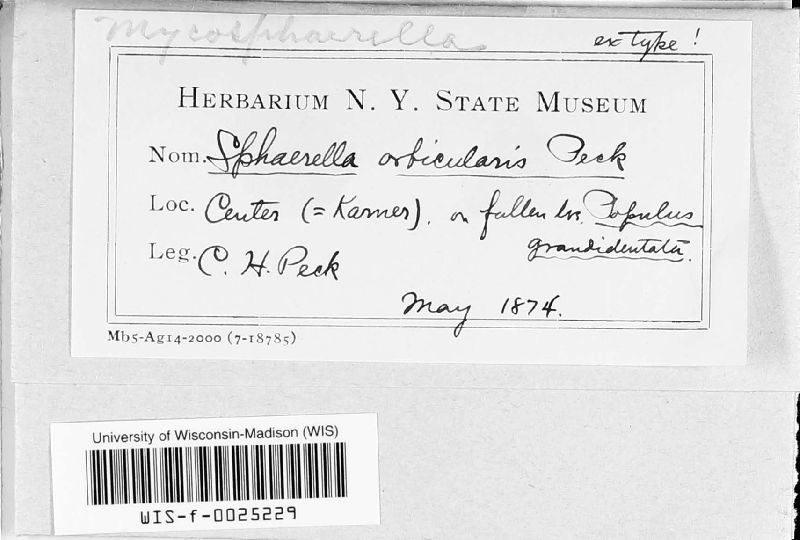 Mycosphaerella
ex type!
HERBARIUM N. Y. STATE MUSEUM
Nom. Sphaerella orbicularis Peck
Loc. Center (= Karner), on fallen lvs. Populus
grandidentata.
Leg. C. H. Peck
May 1874.
Mb5-Ag14-2000 (7-18785)
University of Wisconsin-Madison (WIS)
WIS-f-0025229